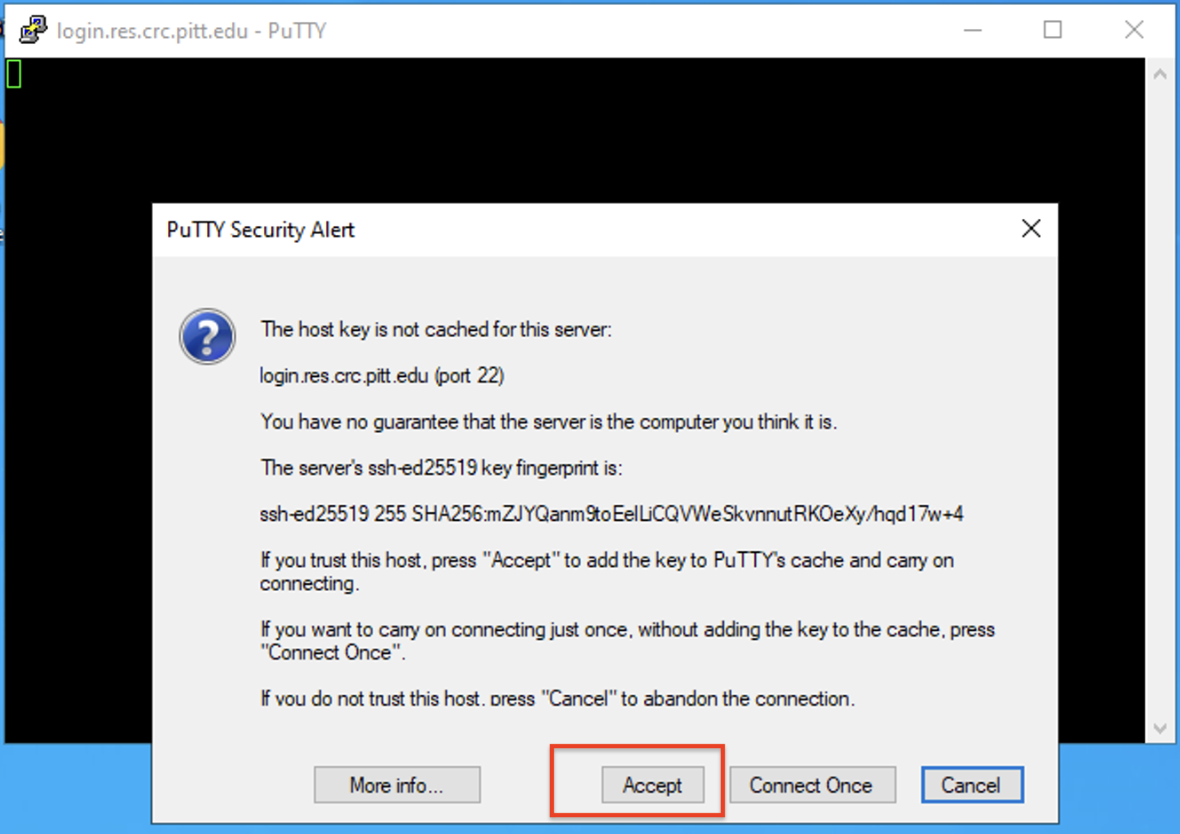 login.res.crc.pitt.edu - PuTTY
PuTTY Security Alert
The host key is not cached for this server:
login.res.crc.pitt.edu (port 22)
You have no guarantee that the server is the computer you think it is.
The server's ssh-ed25519 key fingerprint is:
ssh-ed25519 255 SHA256:mZJYQanm9toEeILiCQVWeSkvnnutRKOeXy/hqd17w+4
If you trust this host, press "Accept" to add the key to PuTTY's cache and carry on
connecting.
If you want to carry on connecting just once, without adding the key to the cache, press
"Connect Once".
If you do not trust this host, press "Cancel" to abandon the connection.
More info...
Accept
Connect Once
Cancel